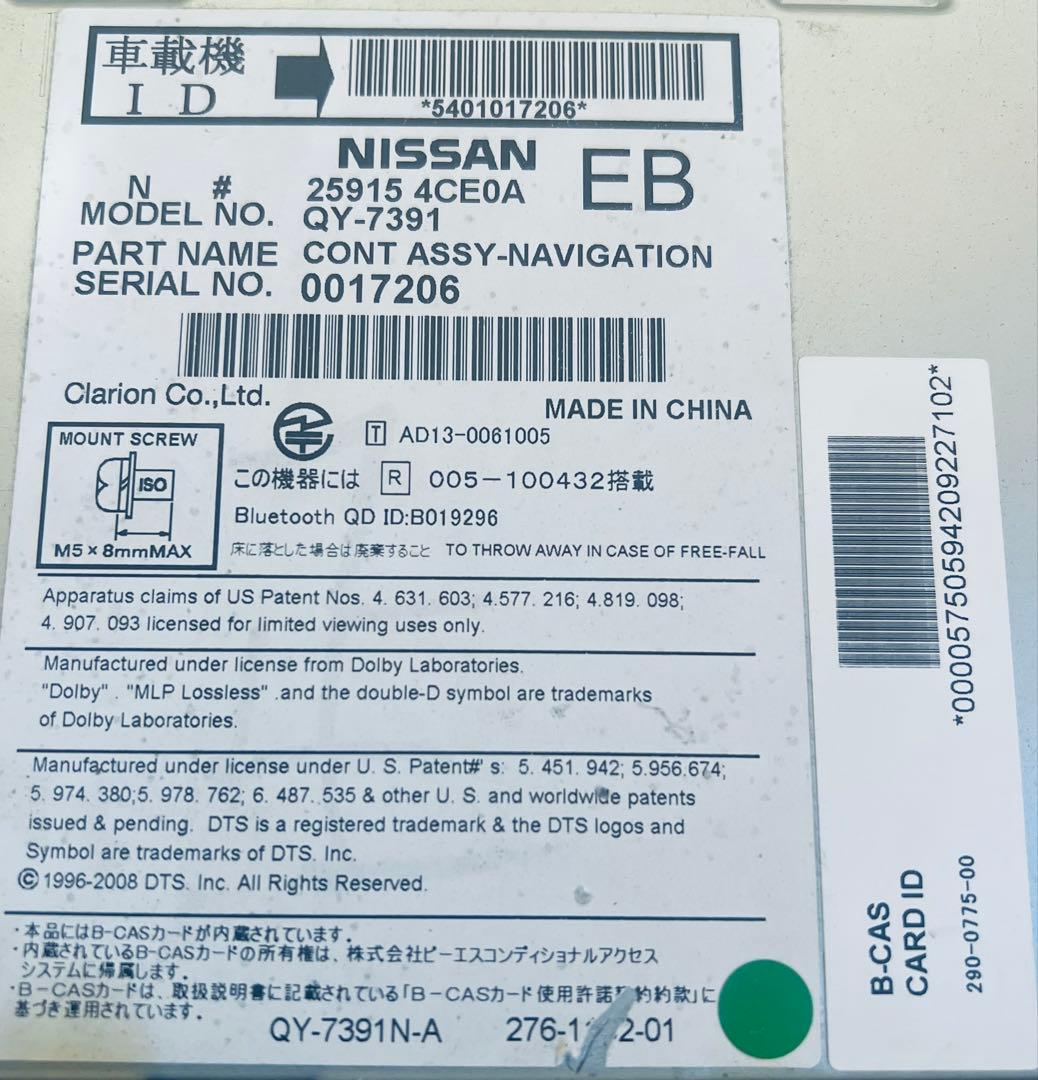 車載機
ID
*5401017206*
NISSAN EB
N # 25915 4CE0A
MODEL NO. QY-7391
PART NAME CONT ASSY-NAVIGATION
SERIAL NO. 0017206
Clarion Co.,Ltd.
MADE IN CHINA
MOUNT SCREW
ISO
M5×8mmMAX
T AD13-0061005
この機器には R 005-100432搭載
Bluetooth QD ID:B019296
床に落とした場合は廃棄すること TO THROW AWAY IN CASE OF FREE-FALL
Apparatus claims of US Patent Nos. 4. 631. 603; 4.577. 216; 4.819. 098;
4. 907. 093 licensed for limited viewing uses only.
Manufactured under license from Dolby Laboratories.
"Dolby" . "MLP Lossless" .and the double-D symbol are trademarks
of Dolby Laboratories.
Manufactured under license under U. S. Patent#' s: 5. 451. 942; 5.956.674;
5. 974. 380;5. 978. 762; 6. 487. 535 & other U. S. and worldwide patents
issued & pending. DTS is a registered trademark & the DTS logos and
Symbol are trademarks of DTS. Inc.
©1996-2008 DTS. Inc. All Rights Reserved.
・本品にはB-CASカードが内蔵されています.
・内蔵されているB-CASカードの所有権は、株式会社ビーエスコンディショナルアクセス
システムに帰属します.
・B-CASカードは、取扱説明書に記載されている「B-CASカード使用許諾 約約款」に
基づき運用されています.
QY-7391N-A 276-1 2-01
*00005750594209227102*
B-CAS
CARD ID
290-0775-00